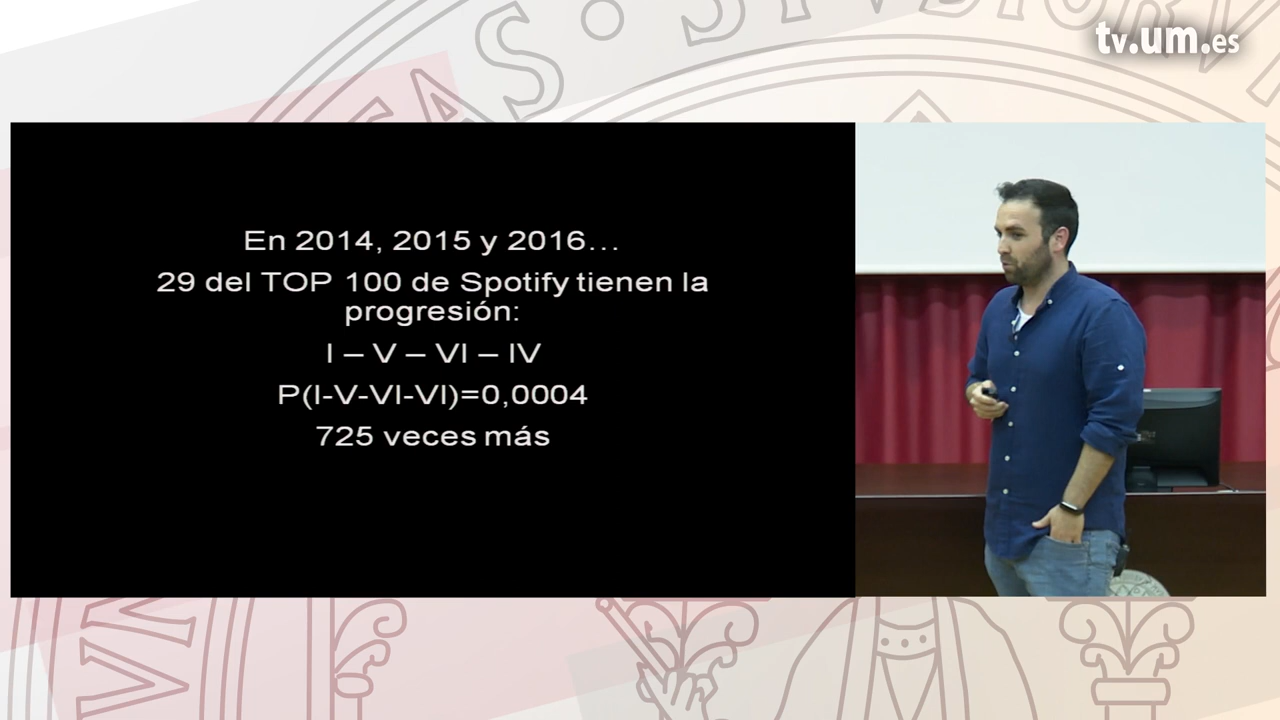 tv.um.es
En 2014, 2015 y 2016…
29 del TOP 100 de Spotify tienen la
progresión:
I – V – VI – IV
P(I-V-VI-VI)=0,0004
725 veces más